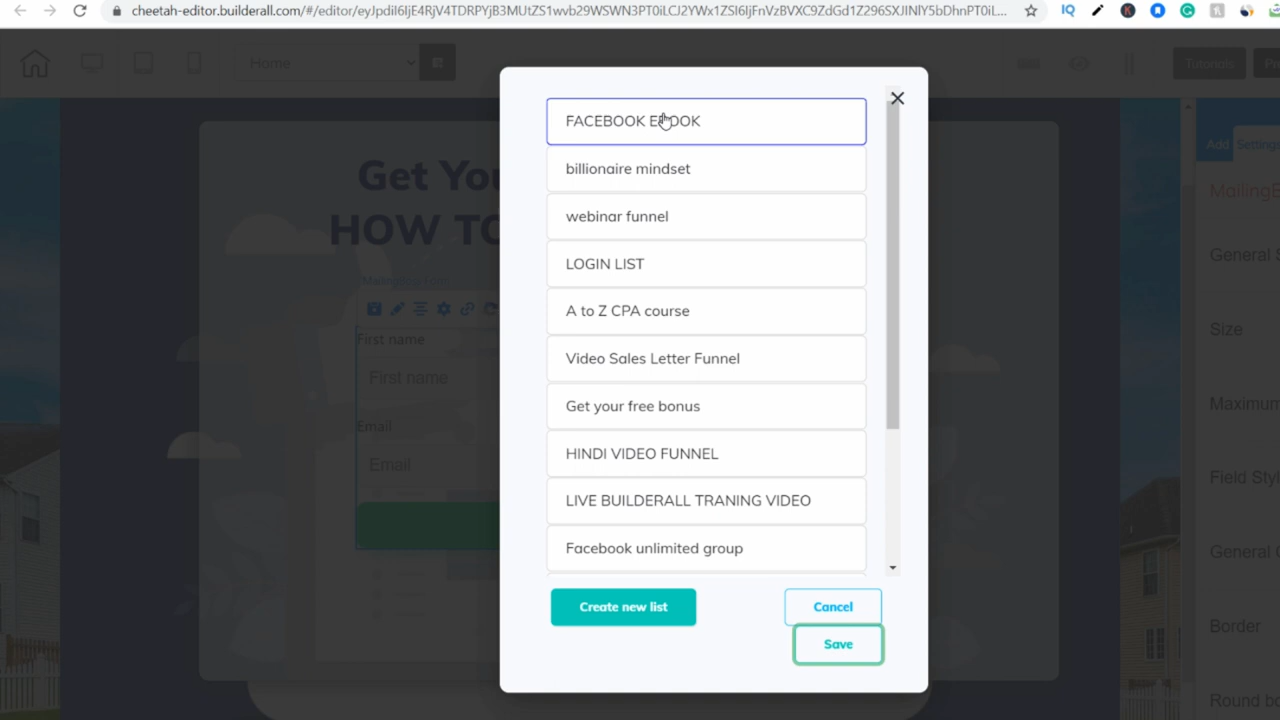 cheetah-editor.builderall.com/#/editor/eyJpdiI6IjE4RjV4TDRPYjB3MUtZS1wvb29WSWN3PT0iLCJ2YWx1ZSI6IjFnVzBVXC9ZdGd1Z296SXJINlY5bDhnPT0iL...
Home
Tutorials
Get You
HOW TO
First name
First name
Email
Email
FACEBOOK EBOOK
billionaire mindset
webinar funnel
LOGIN LIST
A to Z CPA course
Video Sales Letter Funnel
Get your free bonus
HINDI VIDEO FUNNEL
LIVE BUILDERALL TRANING VIDEO
Facebook unlimited group
Create new list
Cancel
Save
Add
Settings
General
Size
Maximum
Field
General
Border
Round